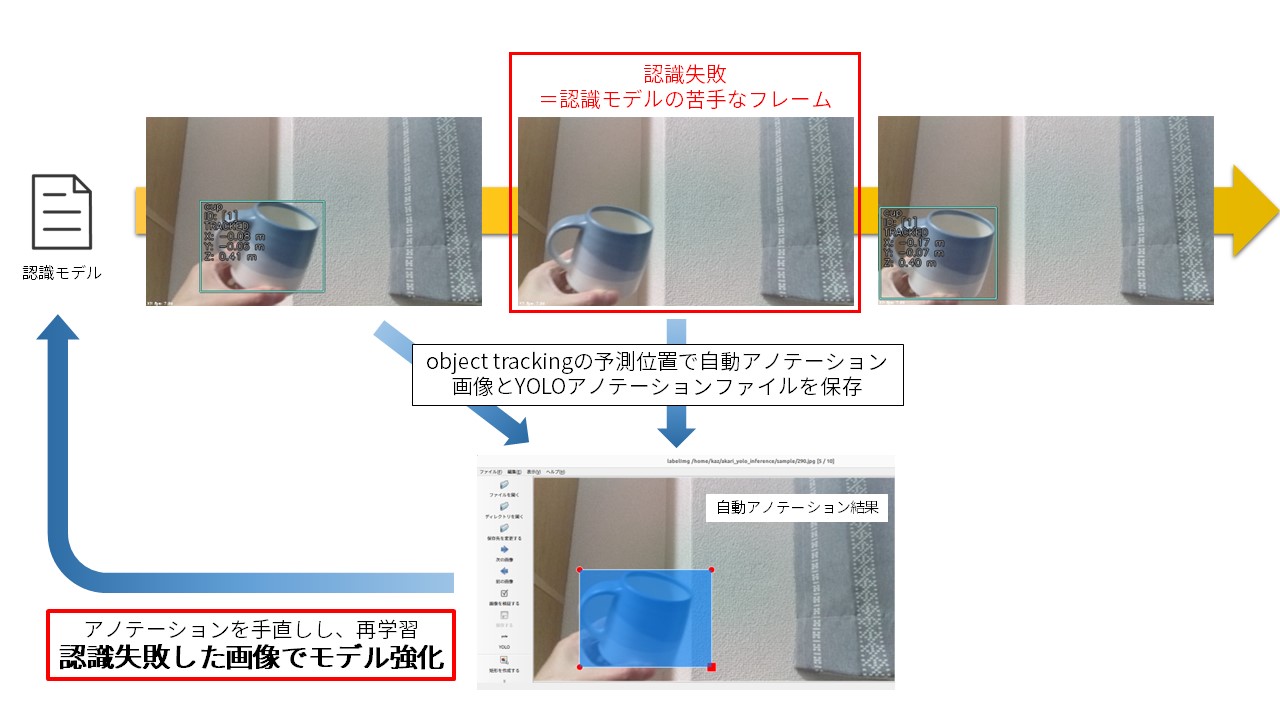 認識失敗
＝認識モデルの苦手なフレーム
認識モデル
cup
ID: [1]
TRACKED
X: -0.08 m
Y: -0.06 m
Z: 0.41 m
cup
ID: [1]
TRACKED
X: -0.17 m
Y: -0.07 m
Z: 0.40 m
object trackingの予測位置で自動アノテーション
画像とYOLOアノテーションファイルを保存
labelImg /home/kaz/akari_yolo_inference/sample/290.jpg [3 / 10]
ファイル(F) 編集(E) 表示(V) ヘルプ(H)
ファイルを開く
ディレクトリを開く
保存先を変更する
次の画像
前の画像
画像を検証する
YOLO
矩形を作成する
自動アノテーション結果
アノテーションを手直しし、再学習
認識失敗した画像でモデル強化